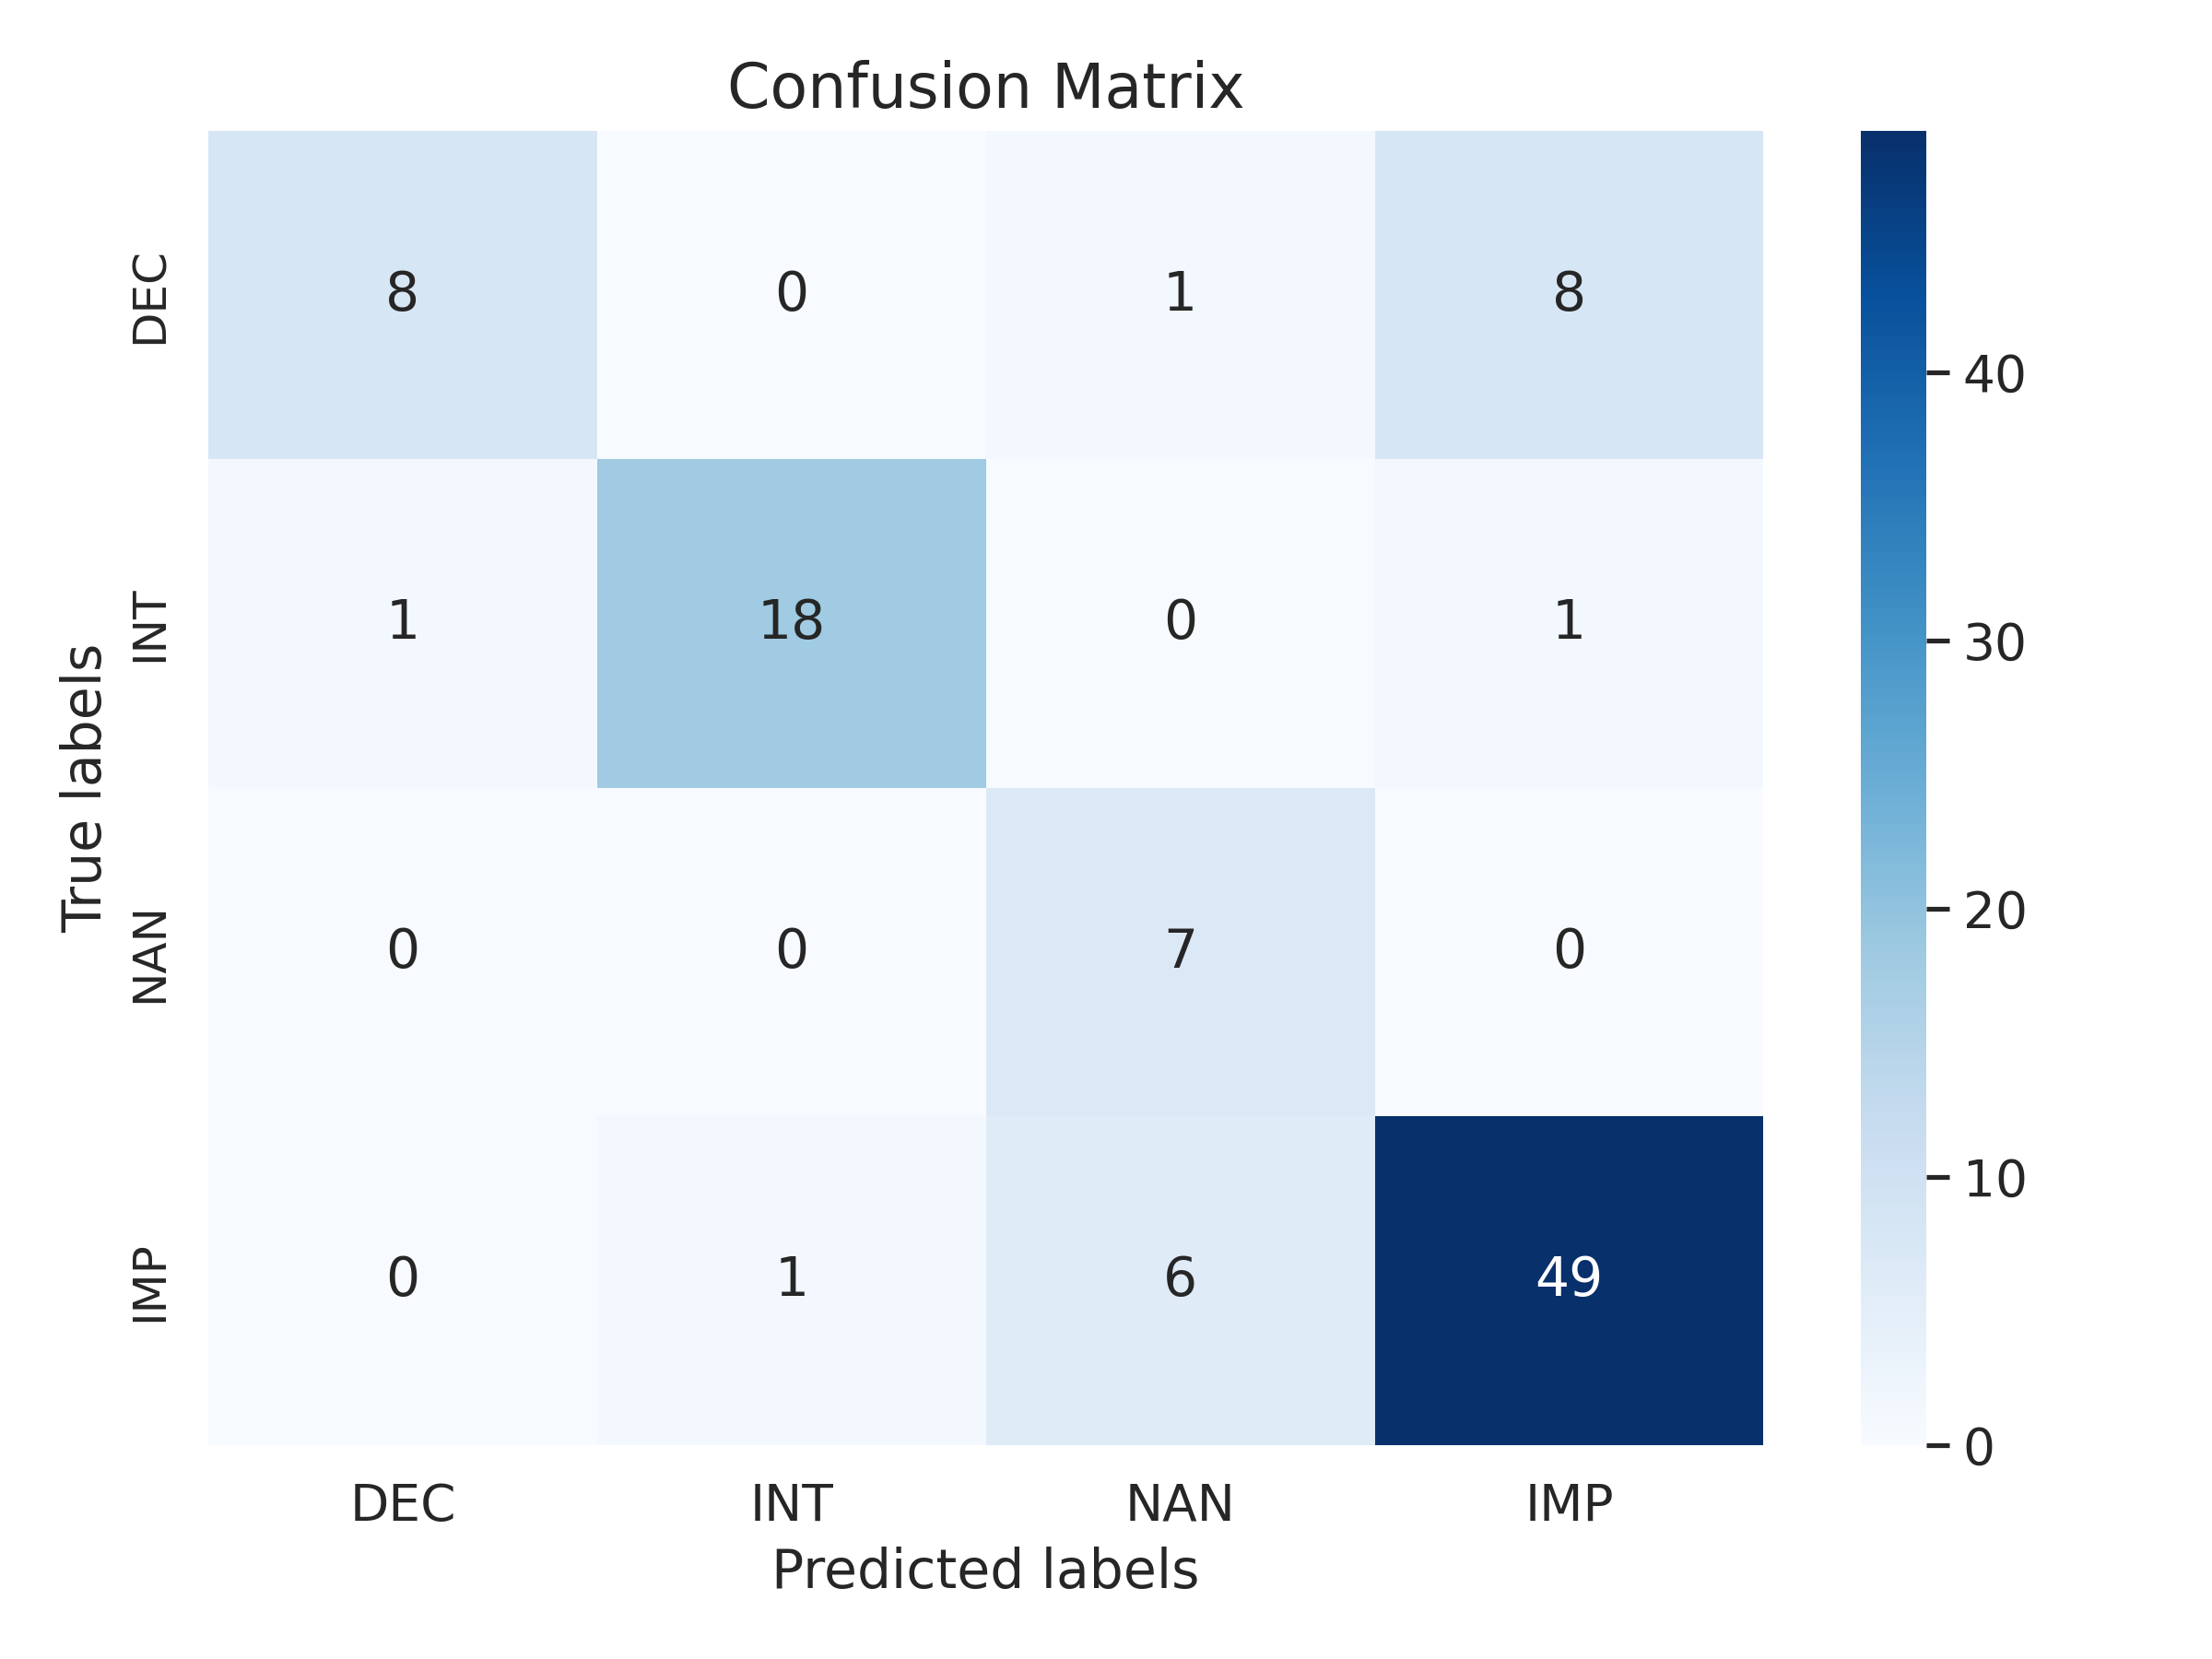 Confusion Matrix
True labels
DEC 8 0 1 8
INT 1 18 0 1
NAN 0 0 7 0
IMP 0 1 6 49
DEC INT NAN IMP
Predicted labels
40
30
20
10
0